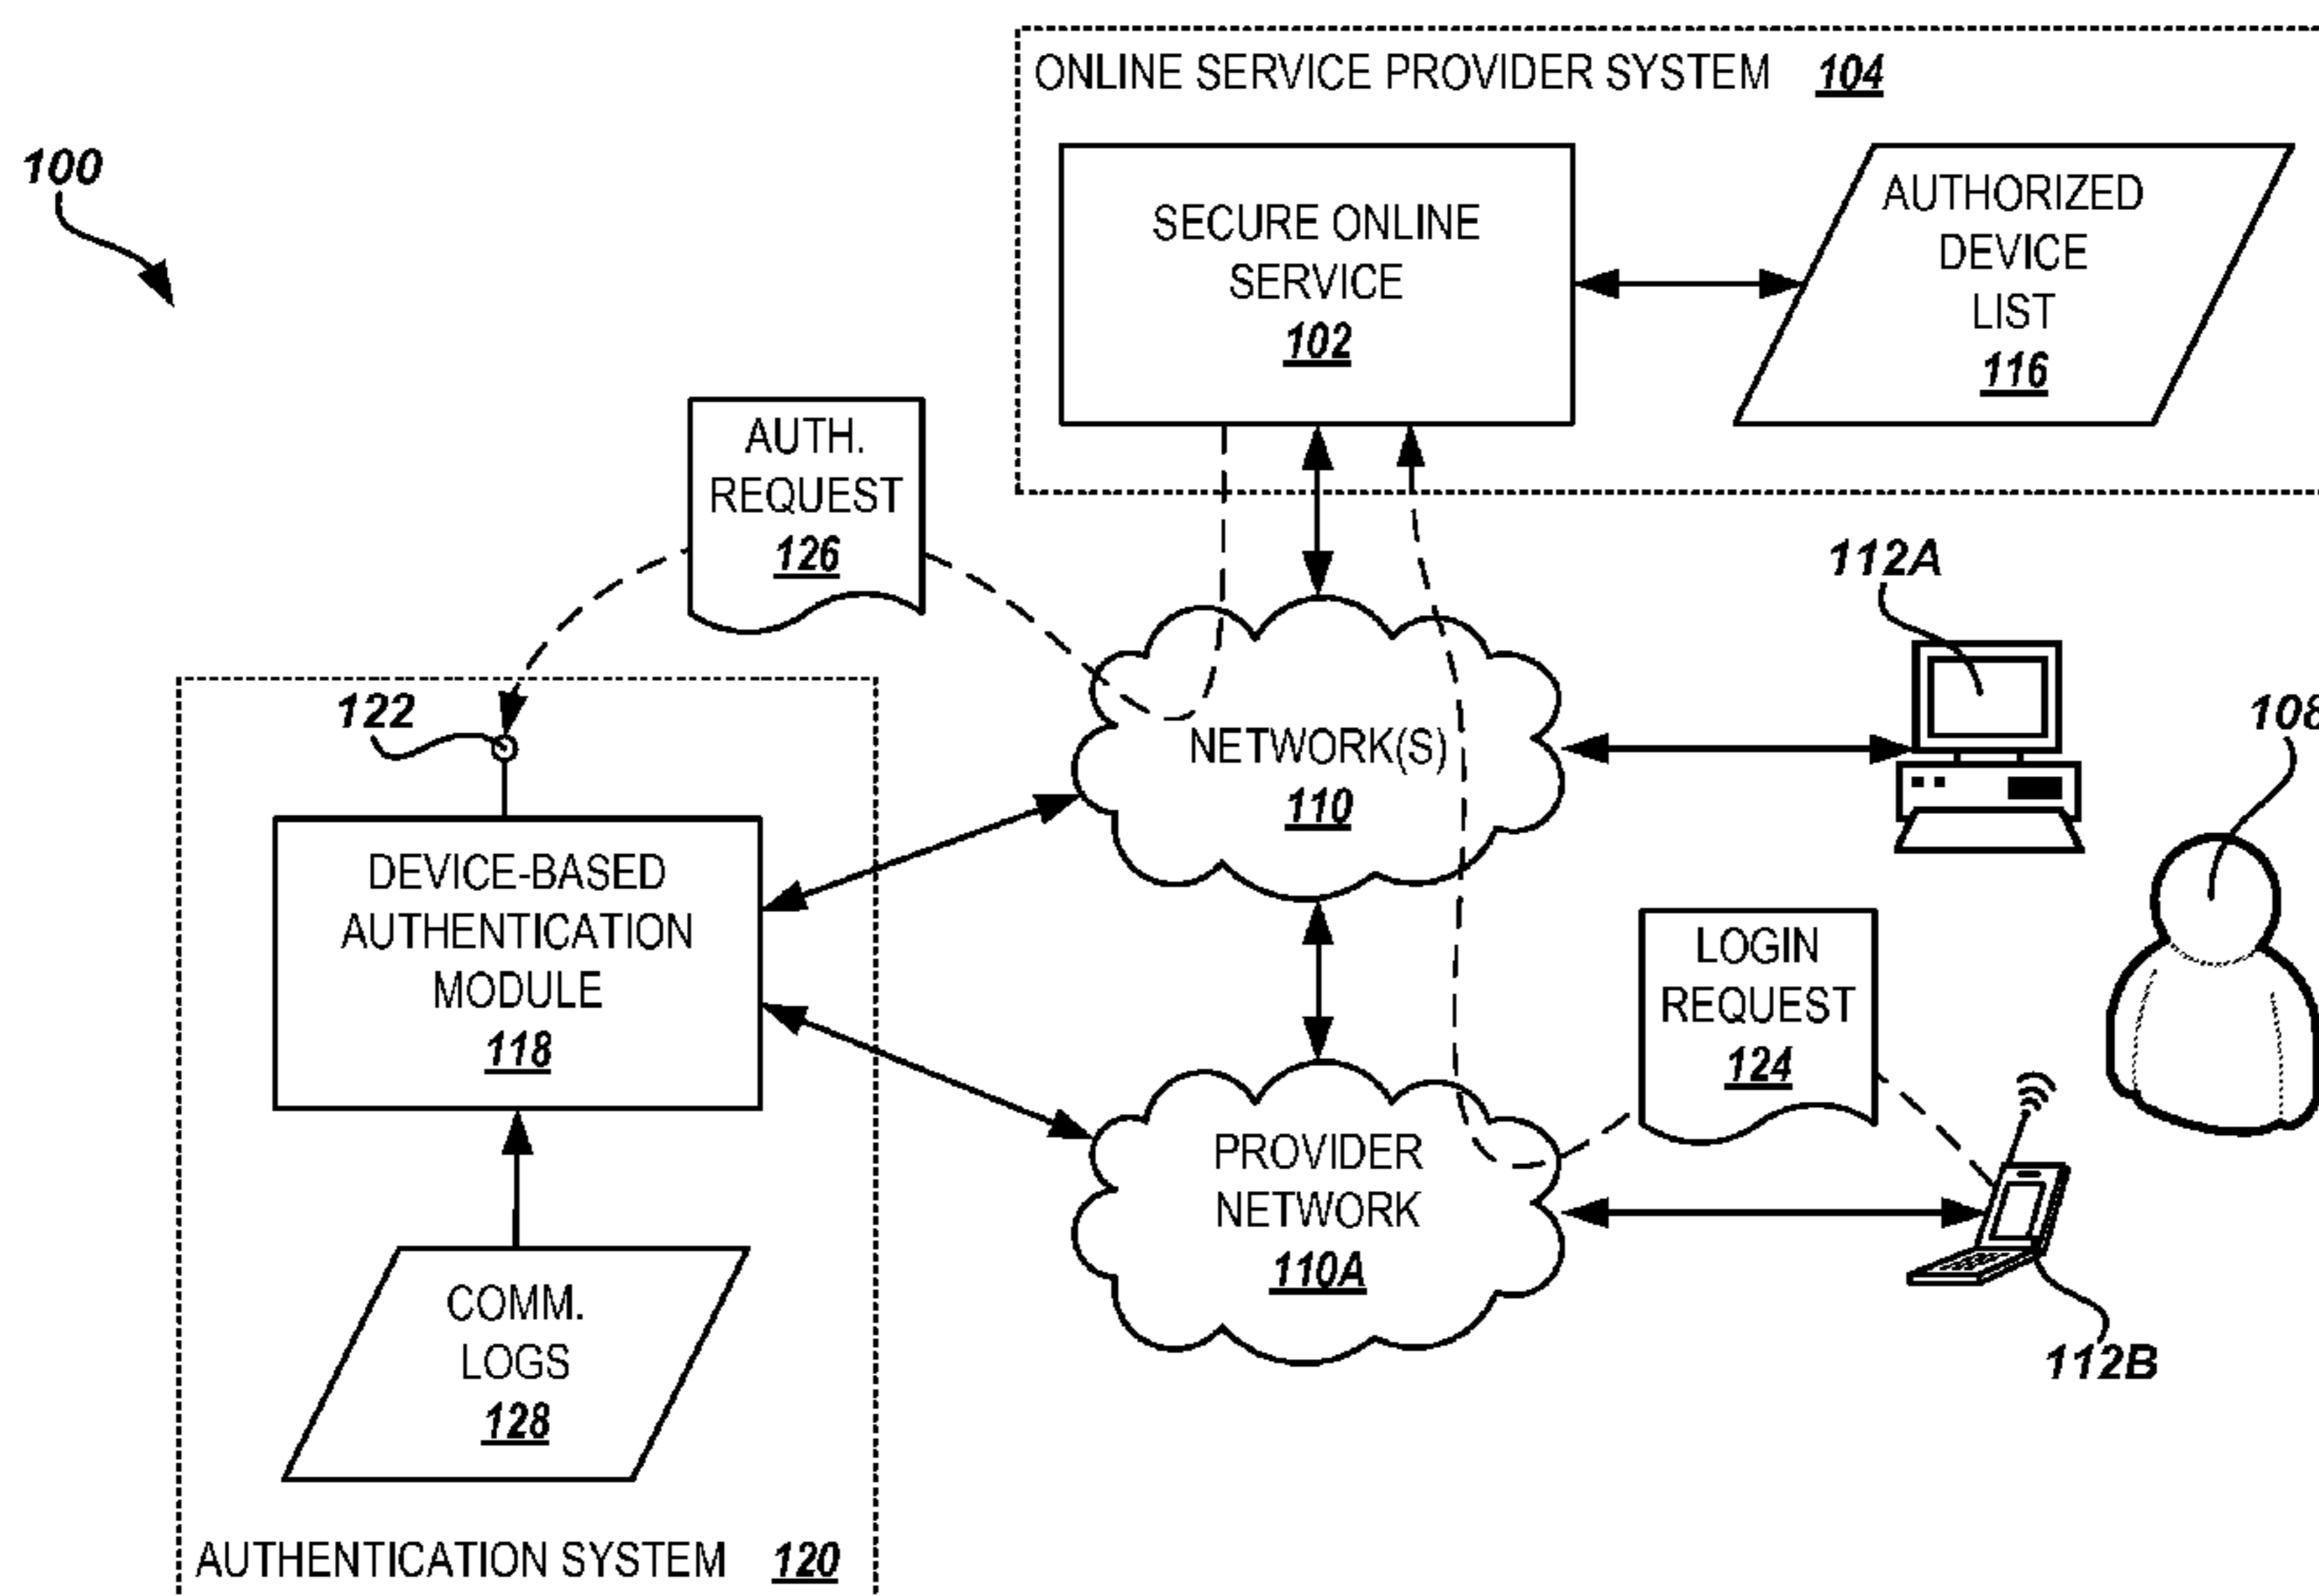 ONLINE SERVICE PROVIDER SYSTEM 104
100
SECURE ONLINE
SERVICE
102
AUTHORIZED
DEVICE
LIST
116
AUTH.
REQUEST
126
112A
122
108
NETWORK(S)
110
DEVICE-BASED
AUTHENTICATION
MODULE
118
LOGIN
REQUEST
124
PROVIDER
NETWORK
110A
COMM.
LOGS
128
112B
AUTHENTICATION SYSTEM 120